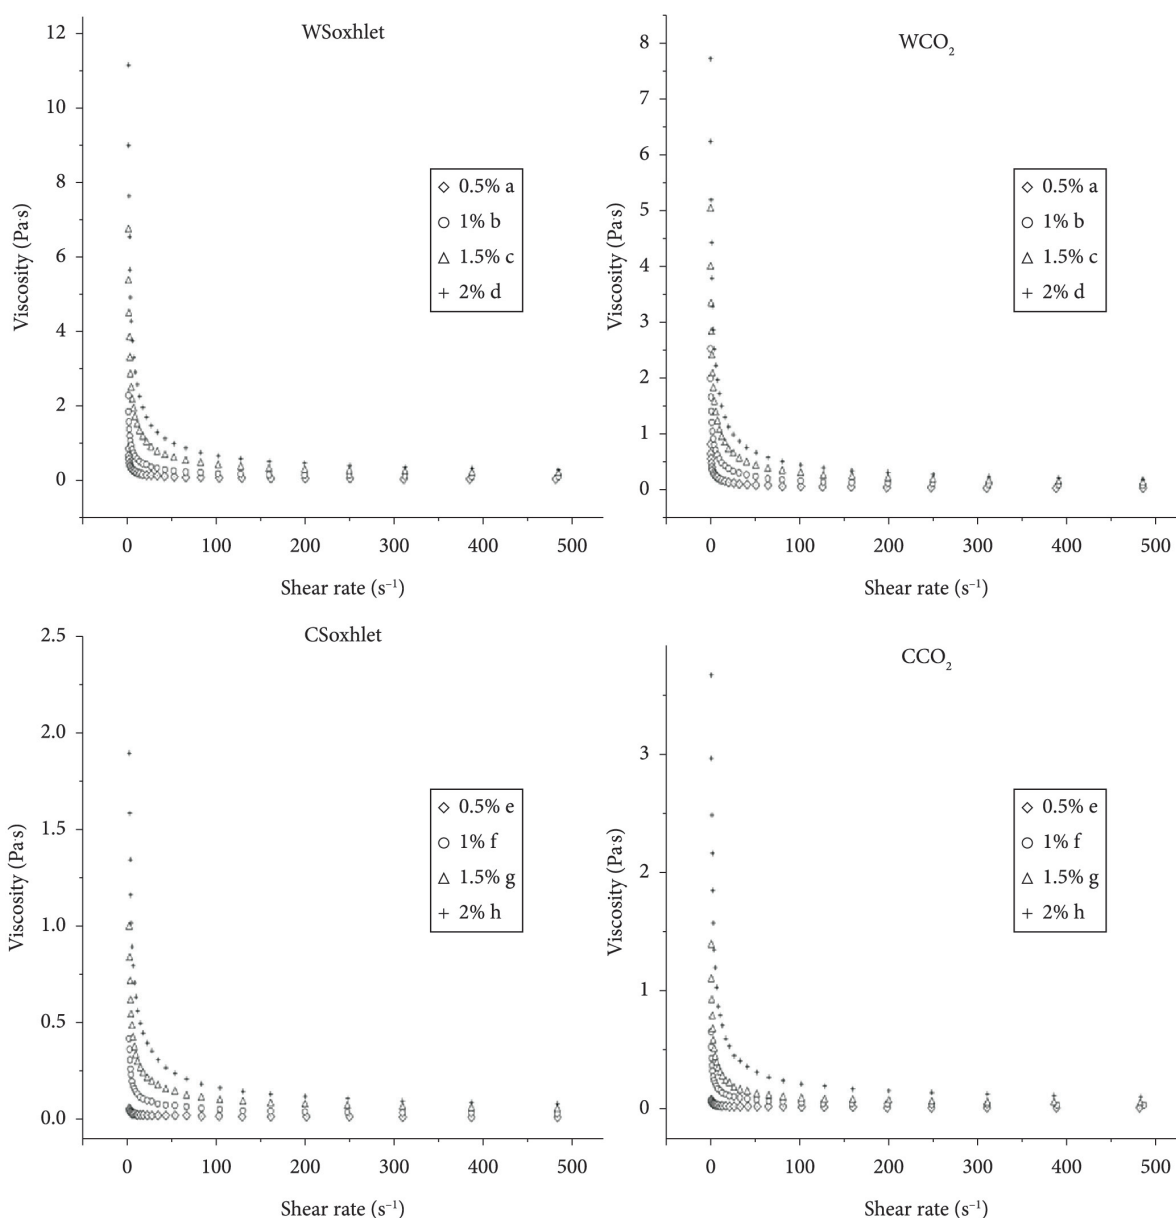 WSoxhlet
12
10
8
6
4
2
0
Viscosity (Pa·s)
0.5% a
1% b
1.5% c
2% d
0 100 200 300 400 500
Shear rate (s⁻¹)
WCO₂
8
7
6
5
4
3
2
1
0
Viscosity (Pa·s)
0.5% a
1% b
1.5% c
2% d
0 100 200 300 400 500
Shear rate (s⁻¹)
CSoxhlet
2.5
2.0
1.5
1.0
0.5
0.0
Viscosity (Pa·s)
0.5% e
1% f
1.5% g
2% h
0 100 200 300 400 500
Shear rate (s⁻¹)
CCO₂
3
2
1
0
Viscosity (Pa·s)
0.5% e
1% f
1.5% g
2% h
0 100 200 300 400 500
Shear rate (s⁻¹)